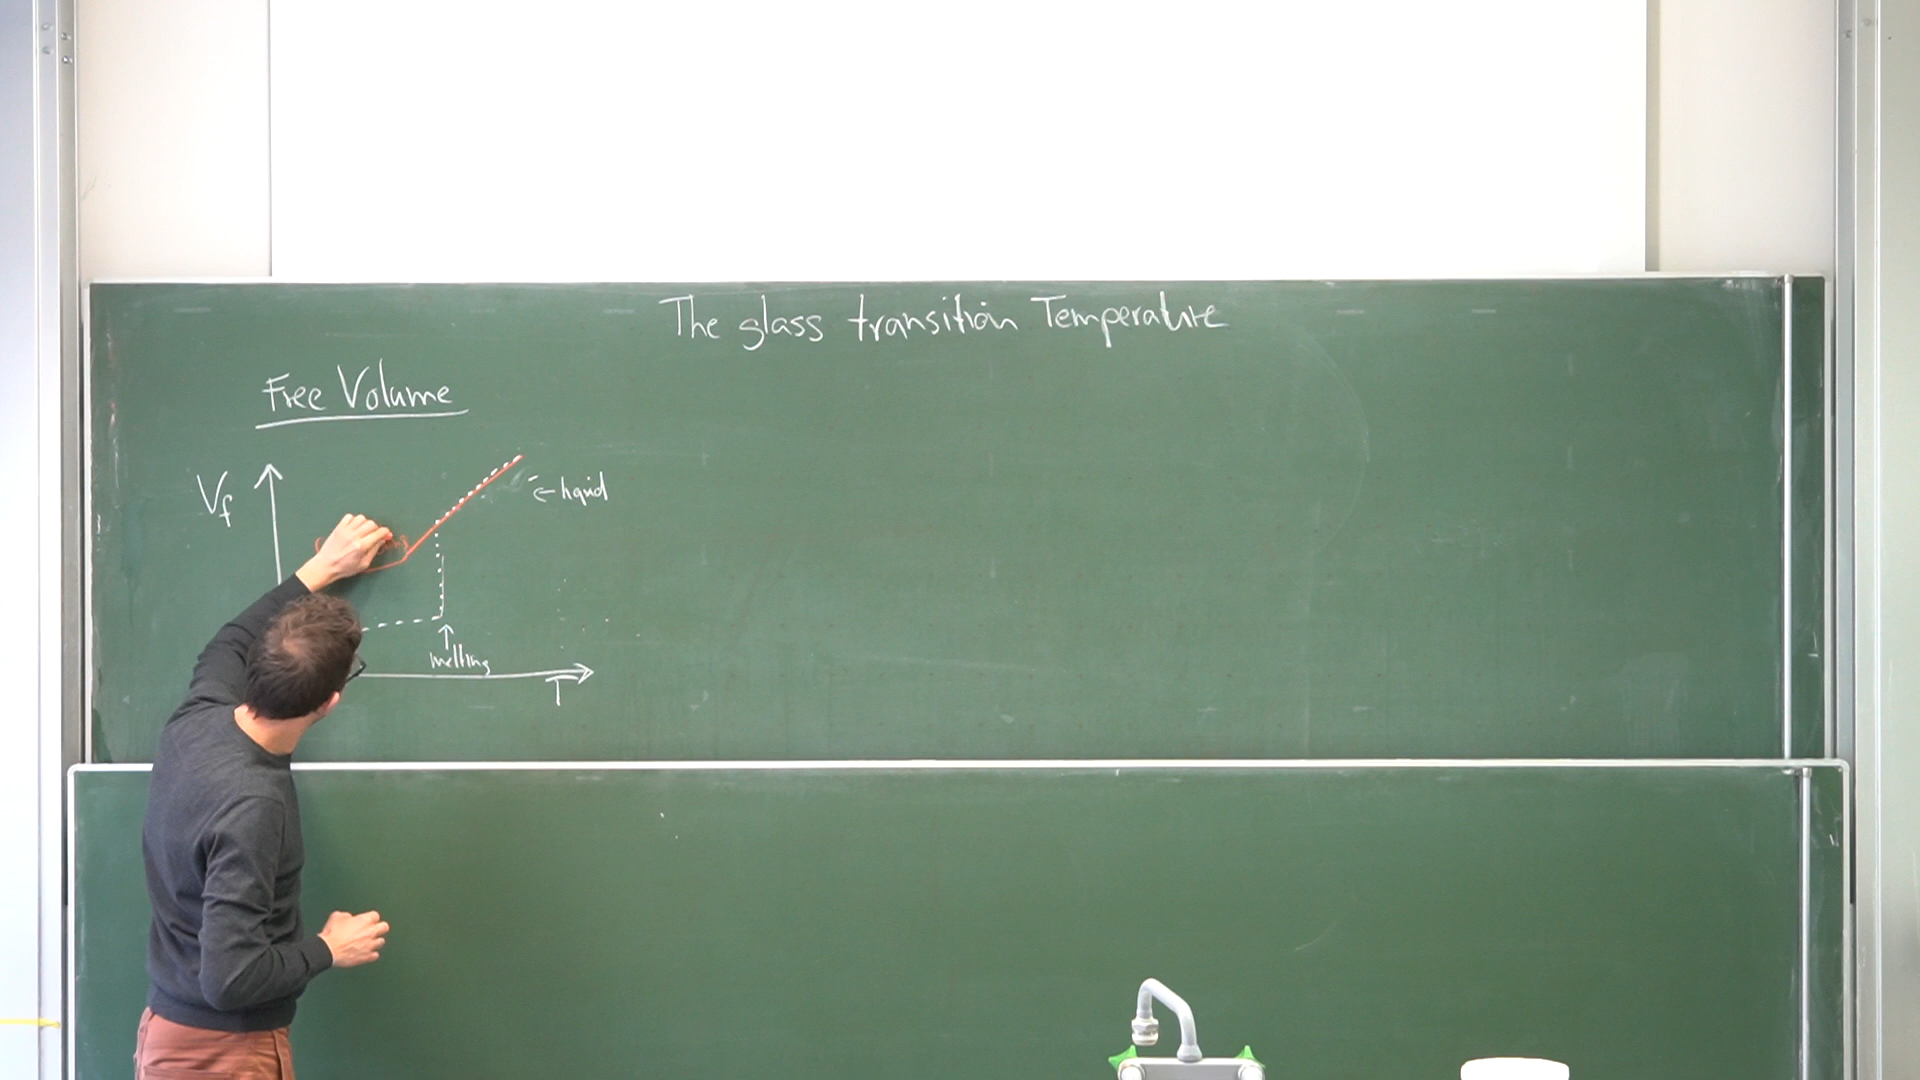 The glass transition Temperature
Free Volume
Vf
← liquid
↑
melting
T